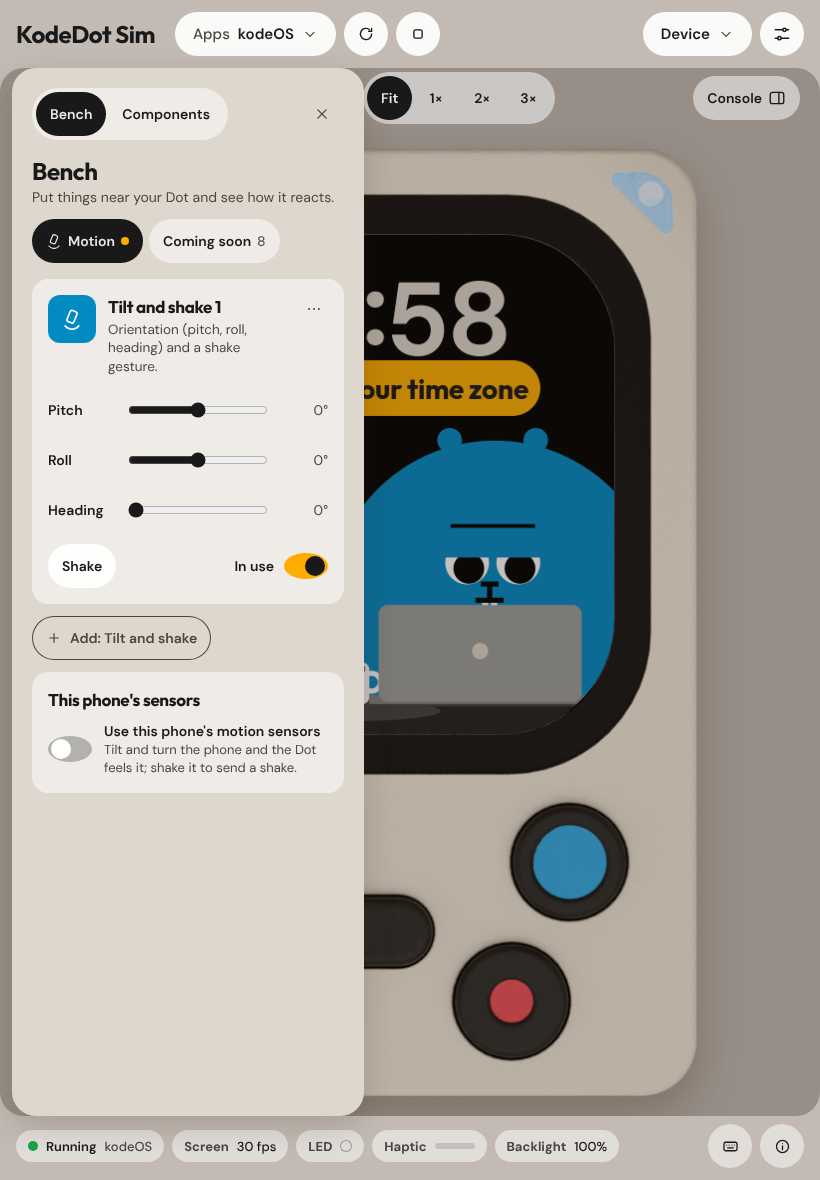 KodeDot Sim
Apps kodeOS
Device
Bench
Components
Fit
1×
2×
3×
Console
Bench
Put things near your Dot and see how it reacts.
Motion
Coming soon 8
Tilt and shake 1
Orientation (pitch, roll,
heading) and a shake
gesture.
Pitch 0°
Roll 0°
Heading 0°
Shake
In use
Add: Tilt and shake
This phone's sensors
Use this phone's motion sensors
Tilt and turn the phone and the Dot
feels it; shake it to send a shake.
:58
our time zone
Running kodeOS
Screen 30 fps
LED
Haptic
Backlight 100%